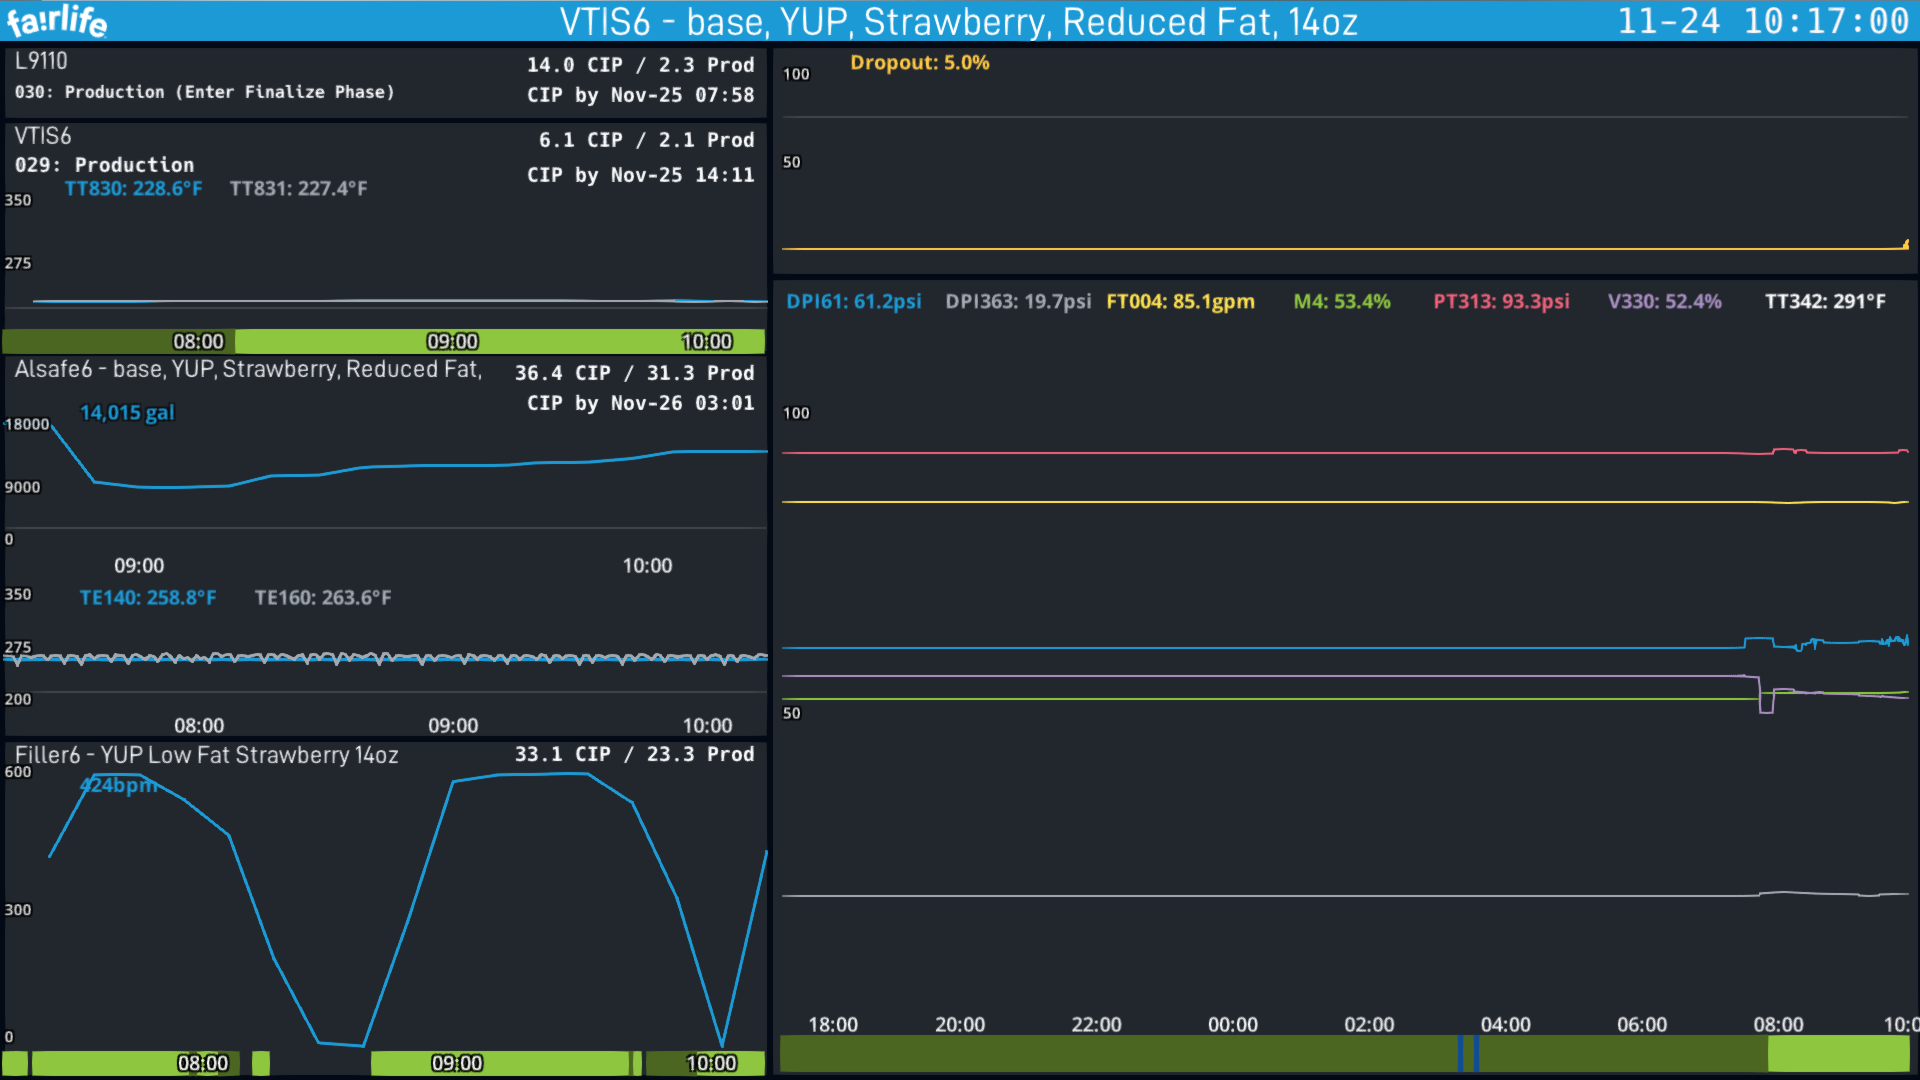 fa!rlife
VTIS6 - base, YUP, Strawberry, Reduced Fat, 14oz
11-24 10:17:00
L9110
14.0 CIP / 2.3 Prod
030: Production (Enter Finalize Phase)
CIP by Nov-25 07:58
VTIS6
6.1 CIP / 2.1 Prod
029: Production
CIP by Nov-25 14:11
TT830: 228.6°F TT831: 227.4°F
350
275
08:00 09:00 10:00
Alsafe6 - base, YUP, Strawberry, Reduced Fat,
36.4 CIP / 31.3 Prod
CIP by Nov-26 03:01
14,015 gal
18000
9000
0
09:00 10:00
350
TE140: 258.8°F TE160: 263.6°F
275
200
08:00 09:00 10:00
Filler6 - YUP Low Fat Strawberry 14oz
33.1 CIP / 23.3 Prod
600
424bpm
300
0
08:00 09:00 10:00
100
Dropout: 5.0%
50
DPI61: 61.2psi DPI363: 19.7psi FT004: 85.1gpm M4: 53.4% PT313: 93.3psi V330: 52.4% TT342: 291°F
100
50
18:00 20:00 22:00 00:00 02:00 04:00 06:00 08:00 10:0